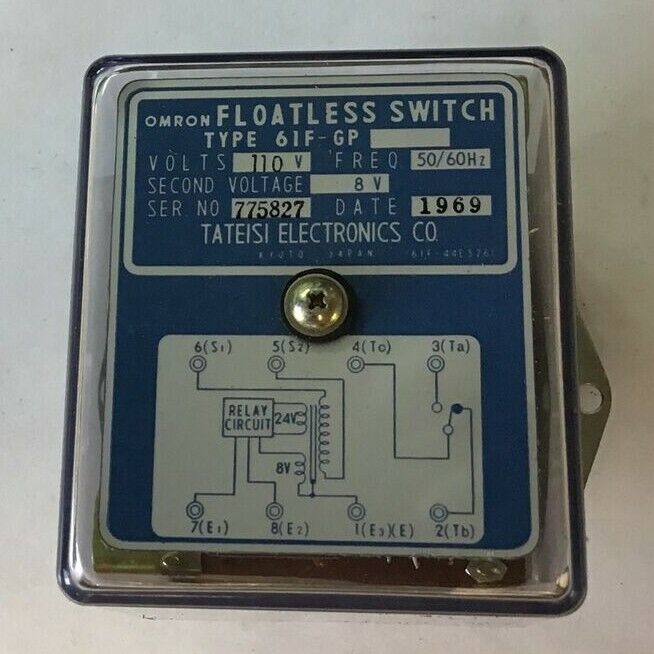 OMRON FLOATLESS SWITCH
TYPE 61F-GP
VOLTS 110 V FREQ 50/60Hz
SECOND VOLTAGE 8 V
SER. NO 775827 DATE 1969
TATEISI ELECTRONICS CO.
KYOTO JAPAN
6(S1) 5(S2) 4(Tc) 3(Ta)
RELAY CIRCUIT 24V
8V
7(E1) 8(E2) 1(E3)(E) 2(Tb)